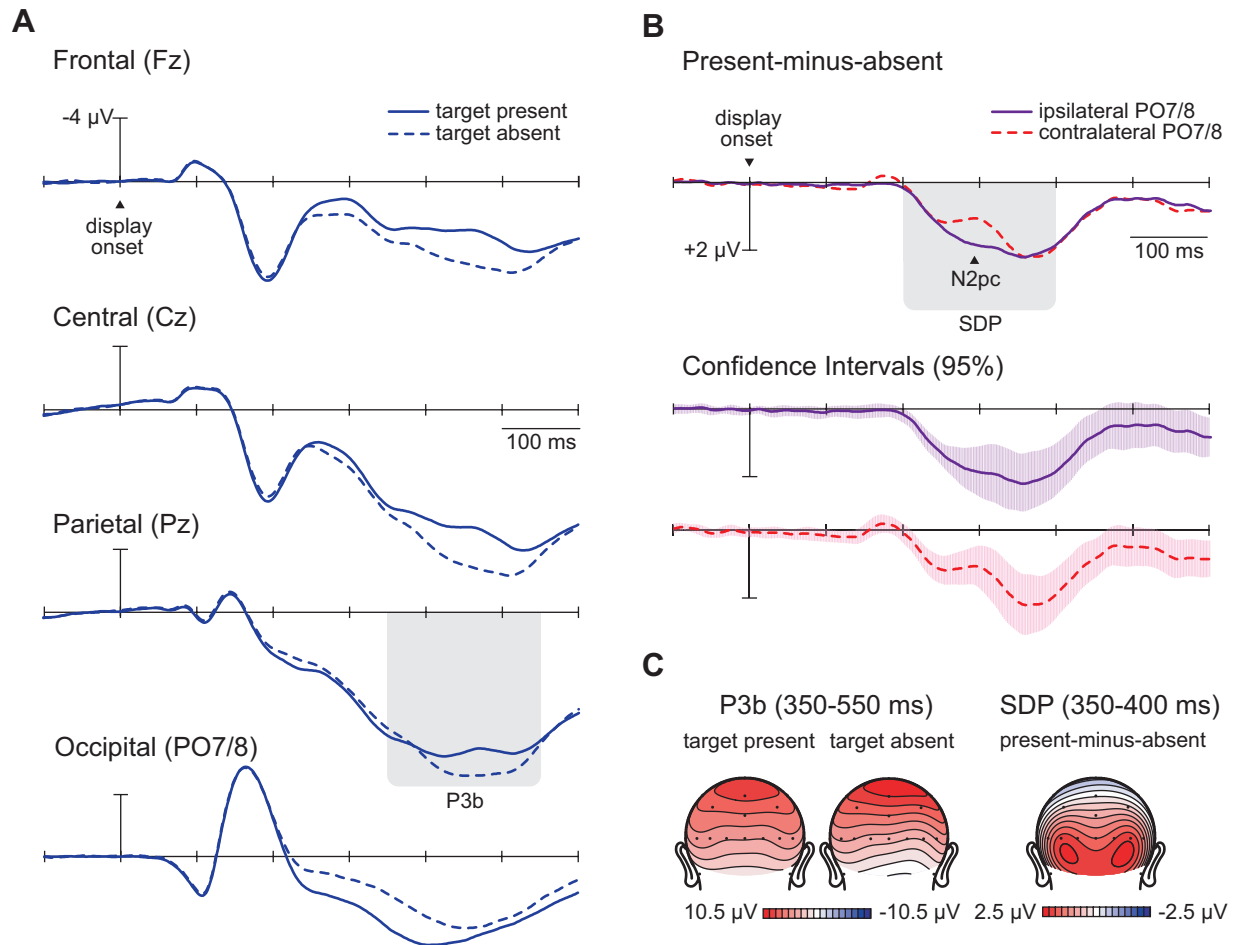 A
Frontal (Fz)
-4 µV
target present
target absent
display
onset
Central (Cz)
100 ms
Parietal (Pz)
P3b
Occipital (PO7/8)
B
Present-minus-absent
display
onset
ipsilateral PO7/8
contralateral PO7/8
+2 µV
N2pc
100 ms
SDP
Confidence Intervals (95%)
C
P3b (350-550 ms)
target present
target absent
10.5 µV
-10.5 µV
SDP (350-400 ms)
present-minus-absent
2.5 µV
-2.5 µV